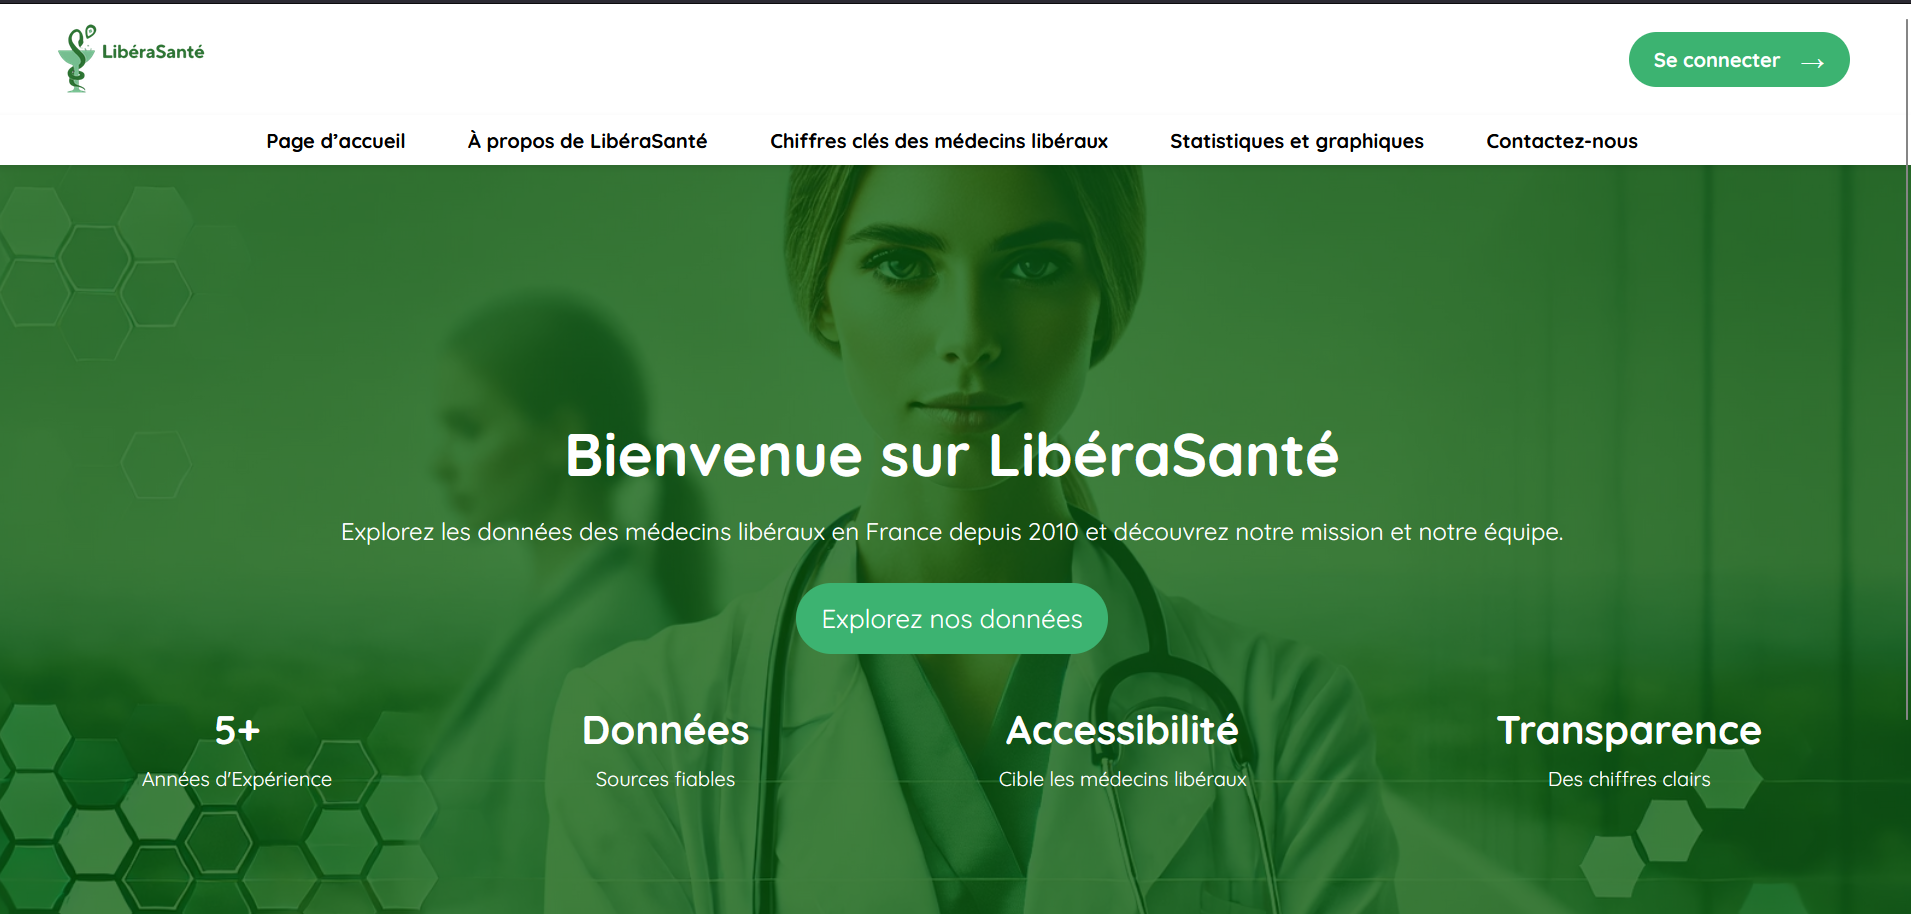 LibéraSanté
Se connecter →
Page d’accueil À propos de LibéraSanté Chiffres clés des médecins libéraux Statistiques et graphiques Contactez-nous
Bienvenue sur LibéraSanté
Explorez les données des médecins libéraux en France depuis 2010 et découvrez notre mission et notre équipe.
Explorez nos données
5+
Années d'Expérience
Données
Sources fiables
Accessibilité
Cible les médecins libéraux
Transparence
Des chiffres clairs